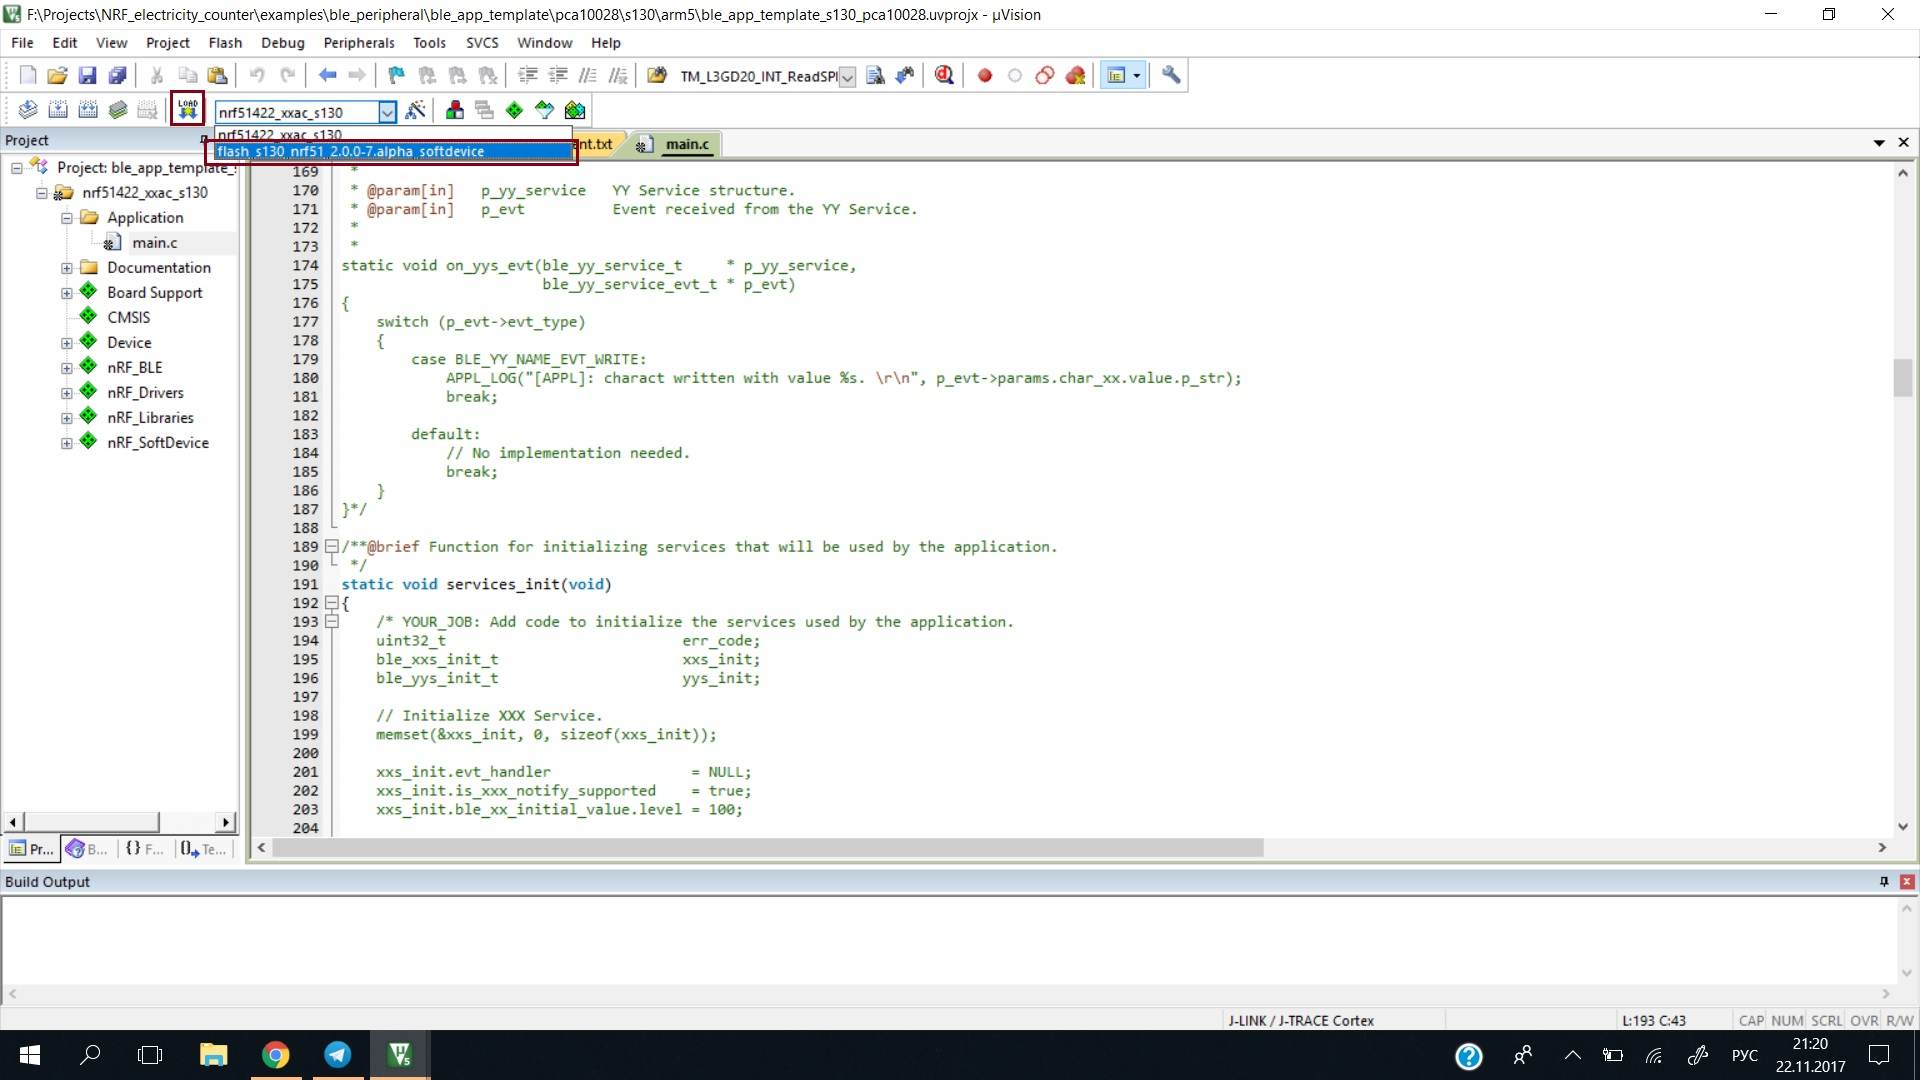 F:\Projects\NRF_electricity_counter\examples\ble_peripheral\ble_app_template\pca10028\s130\arm5\ble_app_template_s130_pca10028.uvprojx - µVision
File Edit View Project Flash Debug Peripherals Tools SVCS Window Help
TM_L3GD20_INT_ReadSPI
LOAD
nrf51422_xxac_s130
nrf51422_xxac_s130
flash_s130_nrf51_2.0.0-7.alpha_softdevice
nt.txt
main.c
Project
Project: ble_app_template_
nrf51422_xxac_s130
Application
main.c
Documentation
Board Support
CMSIS
Device
nRF_BLE
nRF_Drivers
nRF_Libraries
nRF_SoftDevice
Pr... B... {} F... Te...
169 *
170 * @param[in] p_yy_service YY Service structure.
171 * @param[in] p_evt Event received from the YY Service.
172 *
173 *
174 static void on_yys_evt(ble_yy_service_t * p_yy_service,
175 ble_yy_service_evt_t * p_evt)
176 {
177 switch (p_evt->evt_type)
178 {
179 case BLE_YY_NAME_EVT_WRITE:
180 APPL_LOG("[APPL]: charact written with value %s. \r\n", p_evt->params.char_xx.value.p_str);
181 break;
182
183 default:
184 // No implementation needed.
185 break;
186 }
187 }*/
188
189 /**@brief Function for initializing services that will be used by the application.
190 */
191 static void services_init(void)
192 {
193 /* YOUR_JOB: Add code to initialize the services used by the application.
194 uint32_t err_code;
195 ble_xxs_init_t xxs_init;
196 ble_yys_init_t yys_init;
197
198 // Initialize XXX Service.
199 memset(&xxs_init, 0, sizeof(xxs_init));
200
201 xxs_init.evt_handler = NULL;
202 xxs_init.is_xxx_notify_supported = true;
203 xxs_init.ble_xx_initial_value.level = 100;
204
Build Output
J-LINK / J-TRACE Cortex
L:193 C:43
CAP NUM SCRL OVR R/W
РУС
21:20
22.11.2017